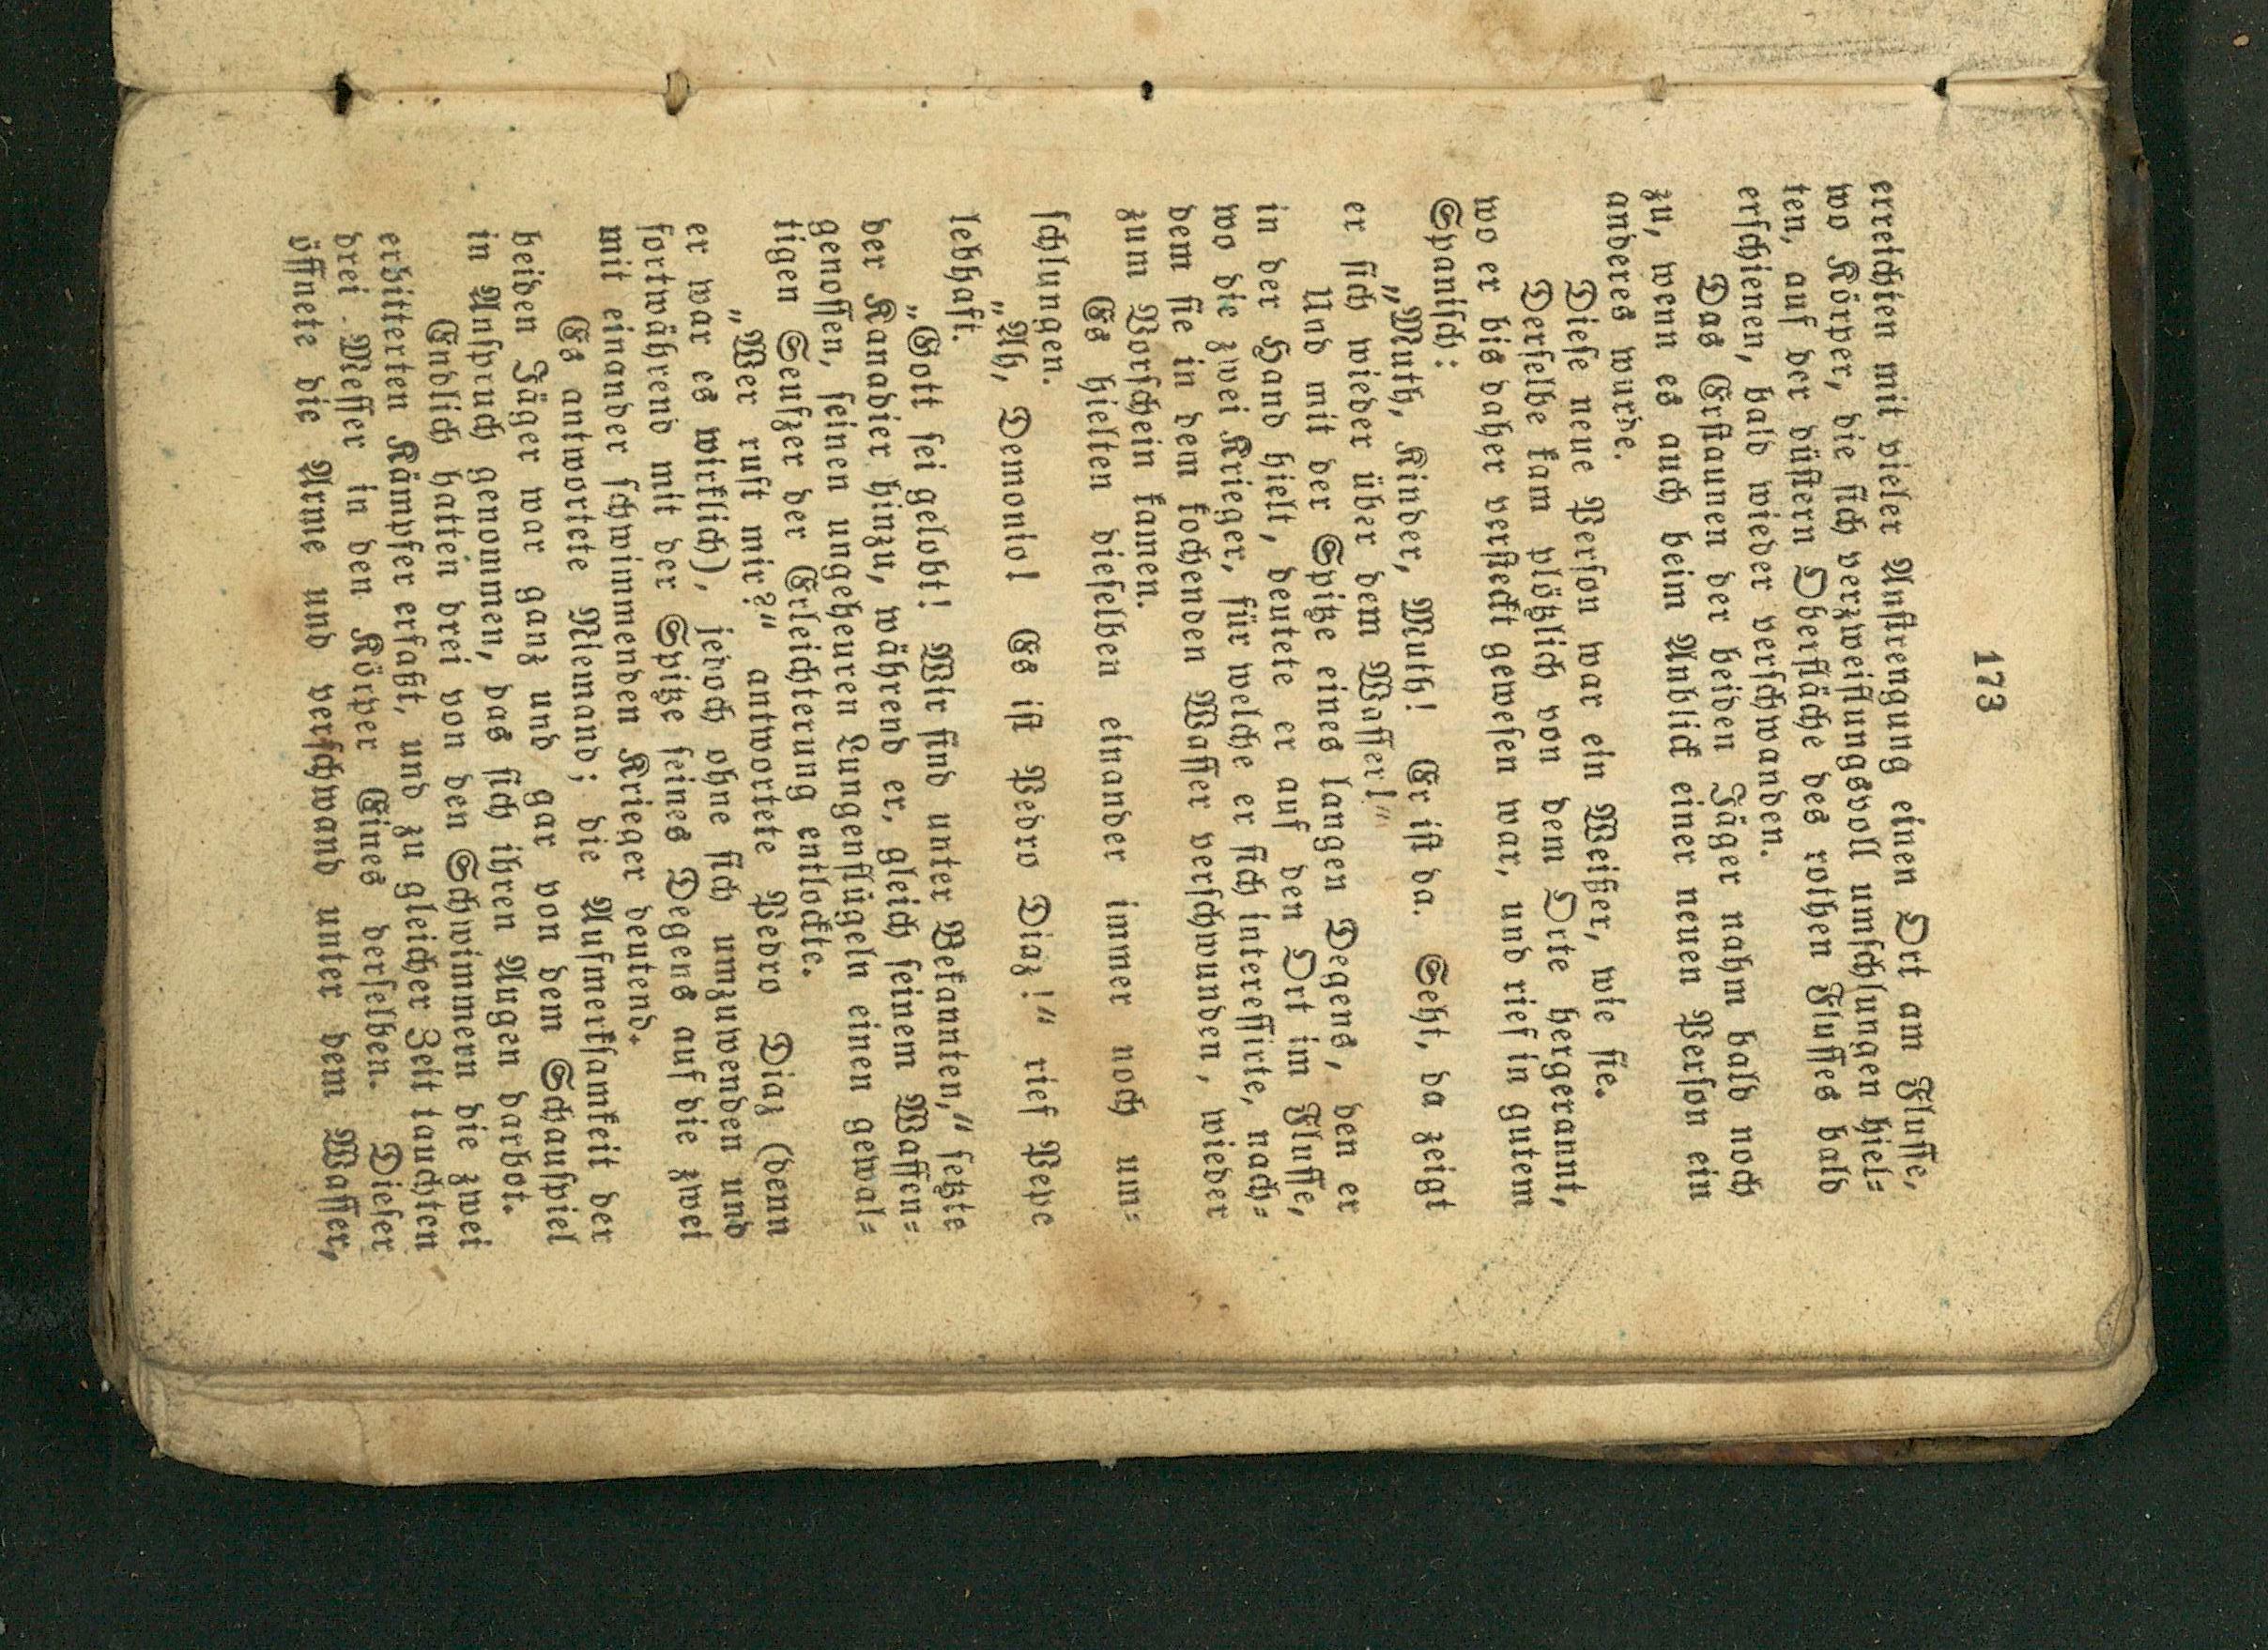 173
erreichten mit vieler Anstrengung einen Ort am Flusse,
wo Körper, die sich verzweiflungsvoll umschlungen hiel-
ten, auf der düstern Oberfläche des rothen Flusses bald
erschienen, bald wieder verschwanden.
Das Erstaunen der beiden Jäger nahm bald noch
zu, wenn es auch beim Anblick einer neuen Person ein
anderes wurde.
Diese neue Person war ein Weißer, wie sie.
Derselbe kam plötzlich von dem Orte hergerannt,
wo er bis daher versteckt gewesen war, und rief in gutem
Spanisch:
„Muth, Kinder, Muth! Er ist da. Seht, da zeigt
er sich wieder über dem Wasser!“
Und mit der Spitze eines langen Degens, den er
in der Hand hielt, deutete er auf den Ort im Flusse,
wo die zwei Krieger, für welche er sich interessirte, nach-
dem sie in dem kochenden Wasser verschwunden, wieder
zum Vorschein kamen.
Es hielten dieselben einander immer noch um-
schlungen.
„Ah, Demonio! Es ist Pedro Diaz!“ rief Pepe
lebhaft.
„Gott sei gelobt! Wir sind unter Bekannten,“ setzte
der Kanadier hinzu, während er, gleich seinem Waffen-
genossen, seinen ungeheuren Lungenflügeln einen gewal-
tigen Seufzer der Erleichterung entlockte.
„Wer ruft mir?“ antwortete Pedro Diaz (denn
er war es wirklich), jedoch ohne sich umzuwenden und
fortwährend mit der Spitze seines Degens auf die zwei
mit einander schwimmenden Krieger deutend.
Es antwortete Niemand; die Aufmerksamkeit der
beiden Jäger war ganz und gar von dem Schauspiel
in Anspruch genommen, das sich ihren Augen darbot.
Endlich hatten drei von den Schwimmern die zwei
erbitterten Kämpfer erfaßt, und zu gleicher Zeit tauchten
drei Messer in den Körper Eines derselben. Dieser
öffnete die Arme und verschwand unter dem Wasser,